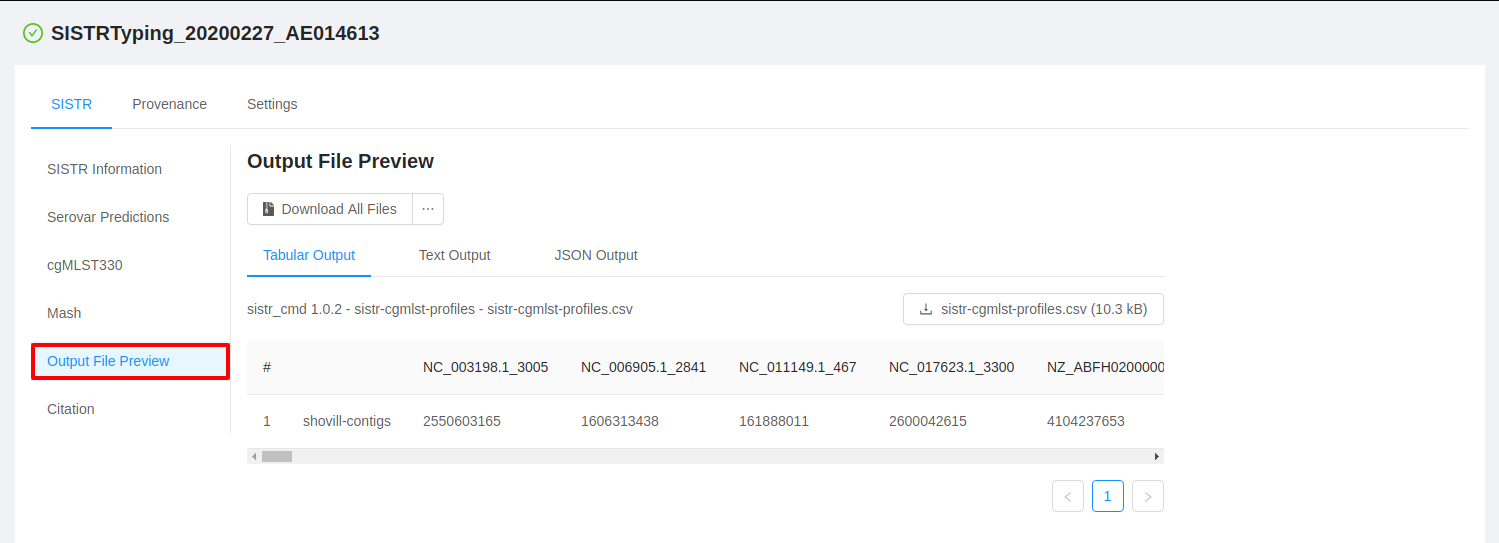 SISTRTyping_20200227_AE014613
SISTR Provenance Settings
SISTR Information
Serovar Predictions
cgMLST330
Mash
Output File Preview
Citation
Output File Preview
Download All Files ···
Tabular Output Text Output JSON Output
sistr_cmd 1.0.2 - sistr-cgmlst-profiles - sistr-cgmlst-profiles.csv
sistr-cgmlst-profiles.csv (10.3 kB)
# NC_003198.1_3005 NC_006905.1_2841 NC_011149.1_467 NC_017623.1_3300 NZ_ABFH0200000
1 shovill-contigs 2550603165 1606313438 161888011 2600042615 4104237653
< 1 >